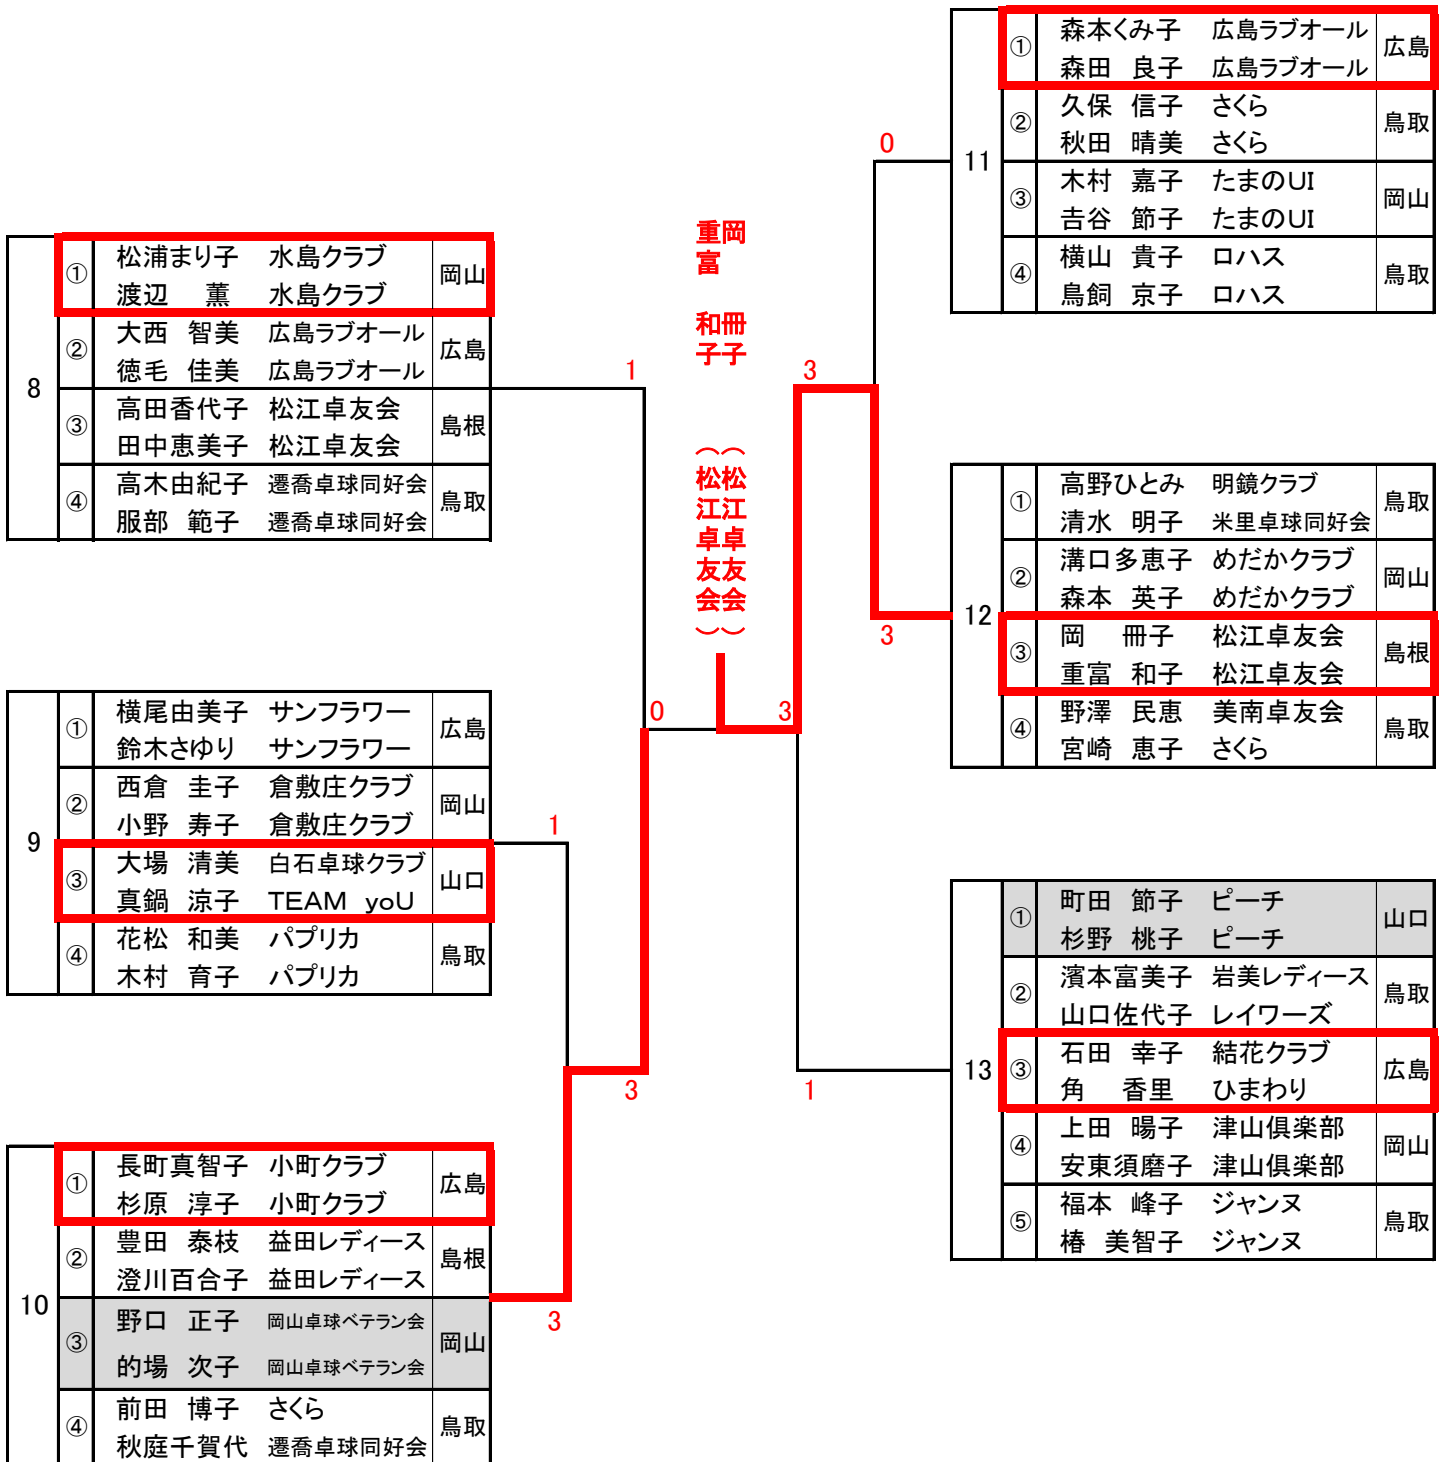 8
① 松浦まり子 水島クラブ 岡山
渡辺 薫 水島クラブ
② 大西 智美 広島ラブオール 広島
徳毛 佳美 広島ラブオール
③ 高田香代子 松江卓友会 島根
田中恵美子 松江卓友会
④ 高木由紀子 遷喬卓球同好会 鳥取
服部 範子 遷喬卓球同好会
1
9
① 横尾由美子 サンフラワー 広島
鈴木さゆり サンフラワー
② 西倉 圭子 倉敷庄クラブ 岡山
小野 寿子 倉敷庄クラブ
③ 大場 清美 白石卓球クラブ 山口
真鍋 涼子 TEAM yoU
④ 花松 和美 パプリカ 鳥取
木村 育子 パプリカ
1
10
① 長町真智子 小町クラブ 広島
杉原 淳子 小町クラブ
② 豊田 泰枝 益田レディース 島根
澄川百合子 益田レディース
③ 野口 正子 岡山卓球ベテラン会 岡山
的場 次子 岡山卓球ベテラン会
④ 前田 博子 さくら 鳥取
秋庭千賀代 遷喬卓球同好会
3
3
0
岡 冊子 (松江卓友会)
重富 和子 (松江卓友会)
3
3
0
3
1
11
① 森本くみ子 広島ラブオール 広島
森田 良子 広島ラブオール
② 久保 信子 さくら 鳥取
秋田 晴美 さくら
③ 木村 嘉子 たまのUI 岡山
𠮷谷 節子 たまのUI
④ 横山 貴子 ロハス 鳥取
鳥飼 京子 ロハス
12
① 高野ひとみ 明鏡クラブ 鳥取
清水 明子 米里卓球同好会
② 溝口多恵子 めだかクラブ 岡山
森本 英子 めだかクラブ
③ 岡 冊子 松江卓友会 島根
重富 和子 松江卓友会
④ 野澤 民恵 美南卓友会 鳥取
宮崎 恵子 さくら
13
① 町田 節子 ピーチ 山口
杉野 桃子 ピーチ
② 濱本富美子 岩美レディース 鳥取
山口佐代子 レイワーズ
③ 石田 幸子 結花クラブ 広島
角 香里 ひまわり
④ 上田 暘子 津山倶楽部 岡山
安東須磨子 津山倶楽部
⑤ 福本 峰子 ジャンヌ 鳥取
椿 美智子 ジャンヌ